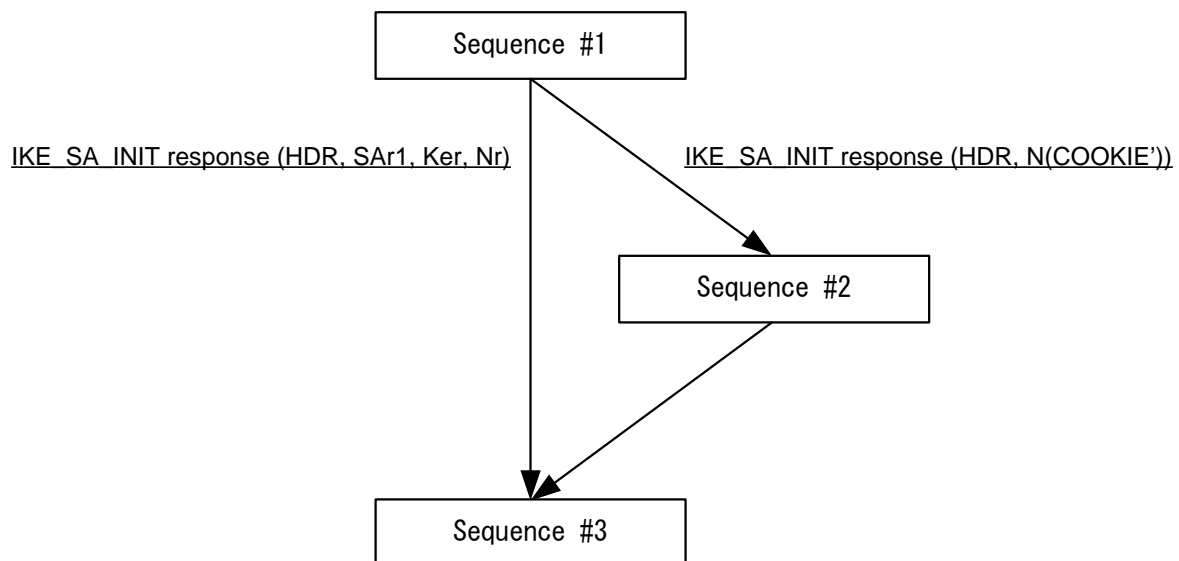 Sequence #1
IKE_SA_INIT response (HDR, SAr1, Ker, Nr)
IKE_SA_INIT response (HDR, N(COOKIE’))
Sequence #2
Sequence #3